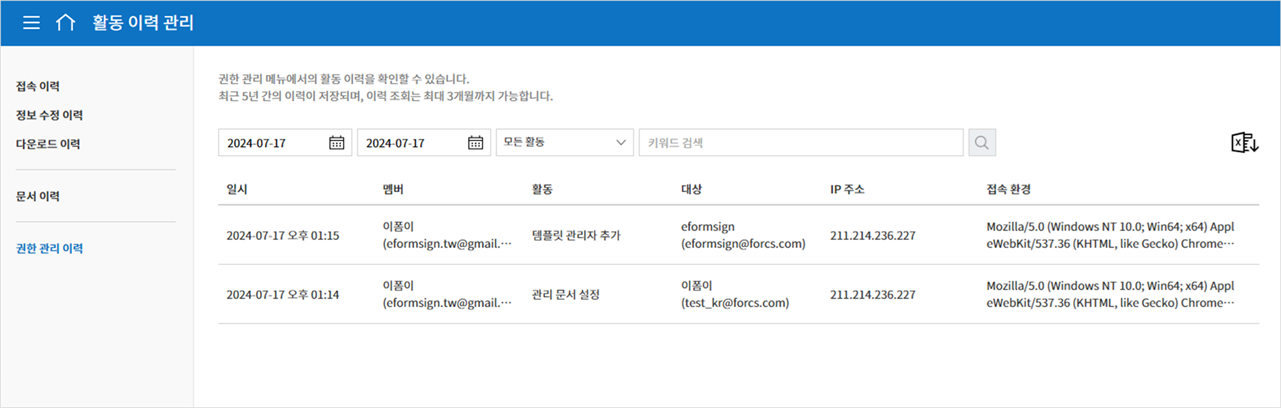 활동 이력 관리
접속 이력
정보 수정 이력
다운로드 이력
문서 이력
권한 관리 이력
권한 관리 메뉴에서의 활동 이력을 확인할 수 있습니다.
최근 5년 간의 이력이 저장되며, 이력 조회는 최대 3개월까지 가능합니다.
2024-07-17 2024-07-17 모든 활동 키워드 검색
일시 멤버 활동 대상 IP 주소 접속 환경
2024-07-17 오후 01:15 이폼이 (eformsign.tw@gmail.… 템플릿 관리자 추가 eformsign (eformsign@forcs.com) 211.214.236.227 Mozilla/5.0 (Windows NT 10.0; Win64; x64) Appl
eWebKit/537.36 (KHTML, like Gecko) Chrome…
2024-07-17 오후 01:14 이폼이 (eformsign.tw@gmail.… 관리 문서 설정 이폼이 (test_kr@forcs.com) 211.214.236.227 Mozilla/5.0 (Windows NT 10.0; Win64; x64) Appl
eWebKit/537.36 (KHTML, like Gecko) Chrome…